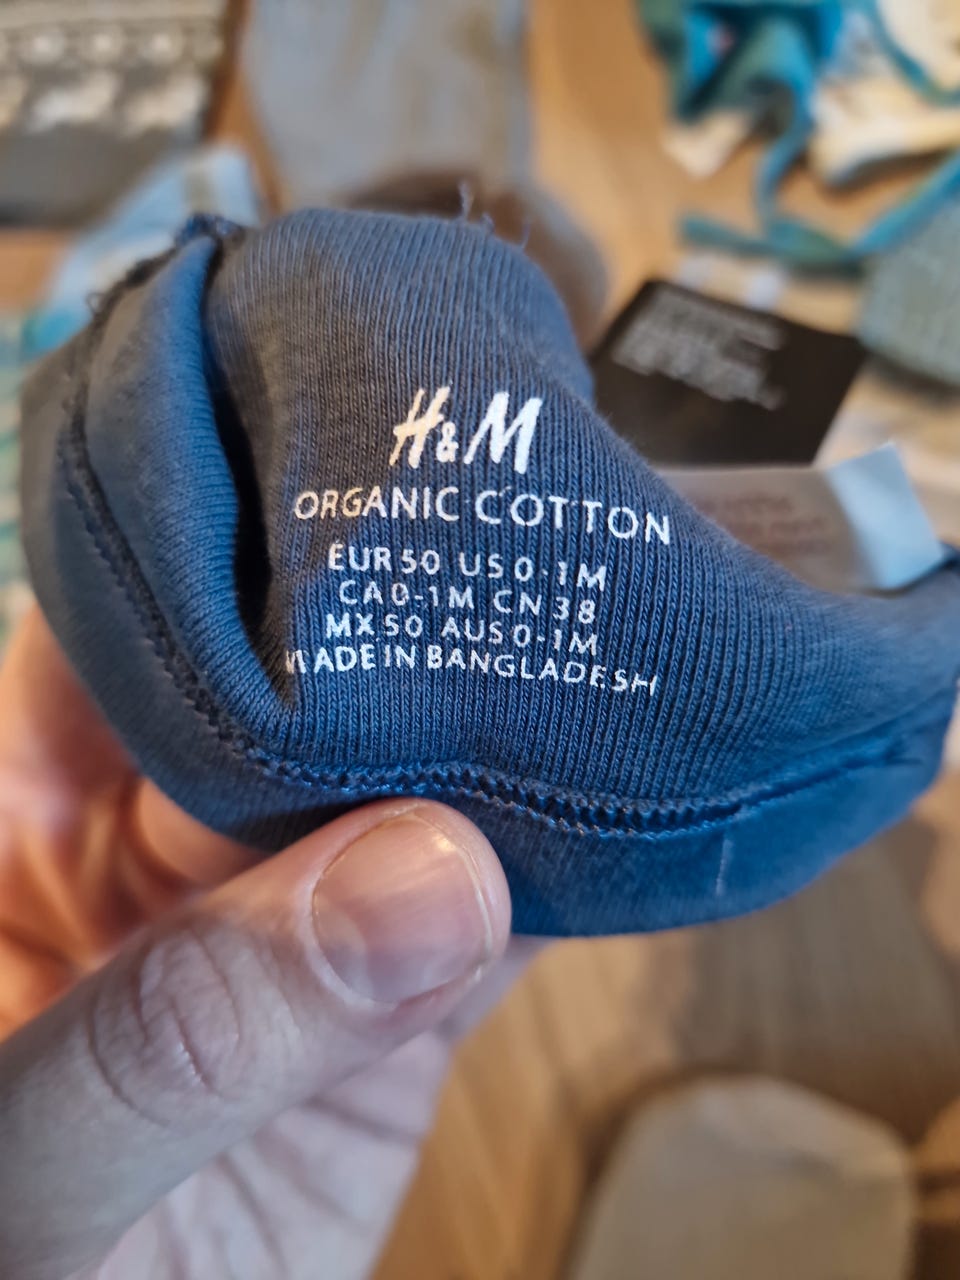 H&M
ORGANIC COTTON
EUR 50 US 0-1M
CA 0-1M CN 38
MX 50 AUS 0-1M
MADE IN BANGLADESH